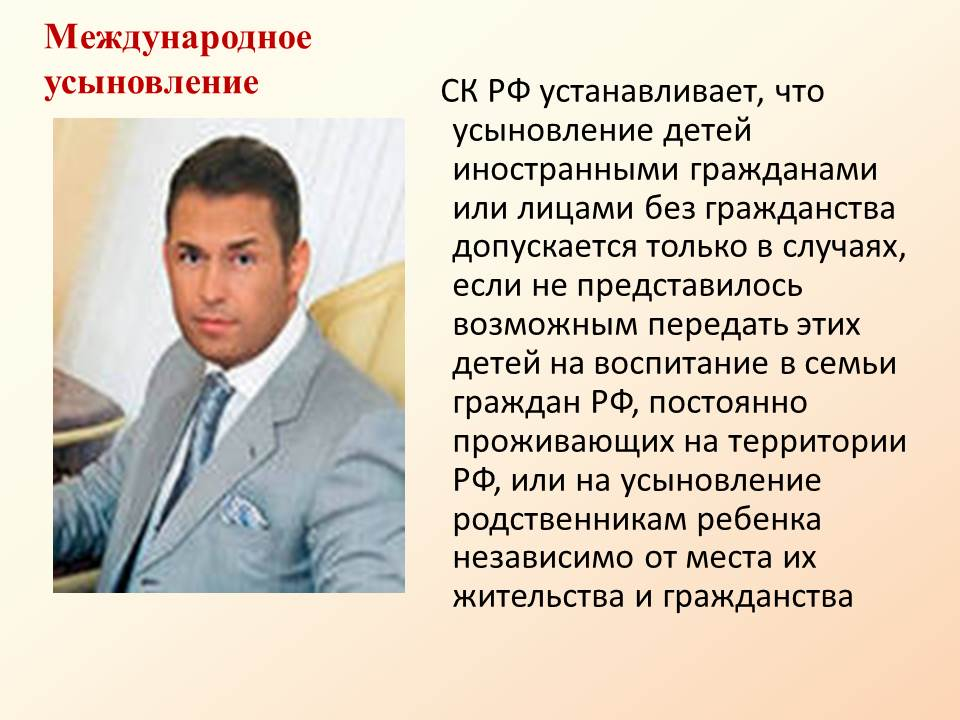 Международное
усыновление
СК РФ устанавливает, что
усыновление детей
иностранными гражданами
или лицами без гражданства
допускается только в случаях,
если не представилось
возможным передать этих
детей на воспитание в семьи
граждан РФ, постоянно
проживающих на территории
РФ, или на усыновление
родственникам ребенка
независимо от места их
жительства и гражданства